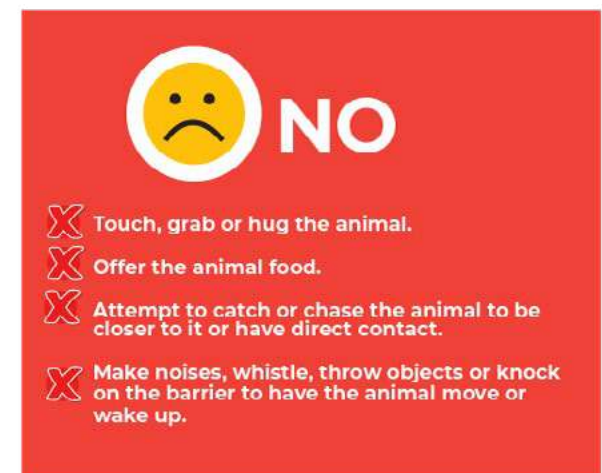 NO
Touch, grab or hug the animal.
Offer the animal food.
Attempt to catch or chase the animal to be
closer to it or have direct contact.
Make noises, whistle, throw objects or knock
on the barrier to have the animal move or
wake up.